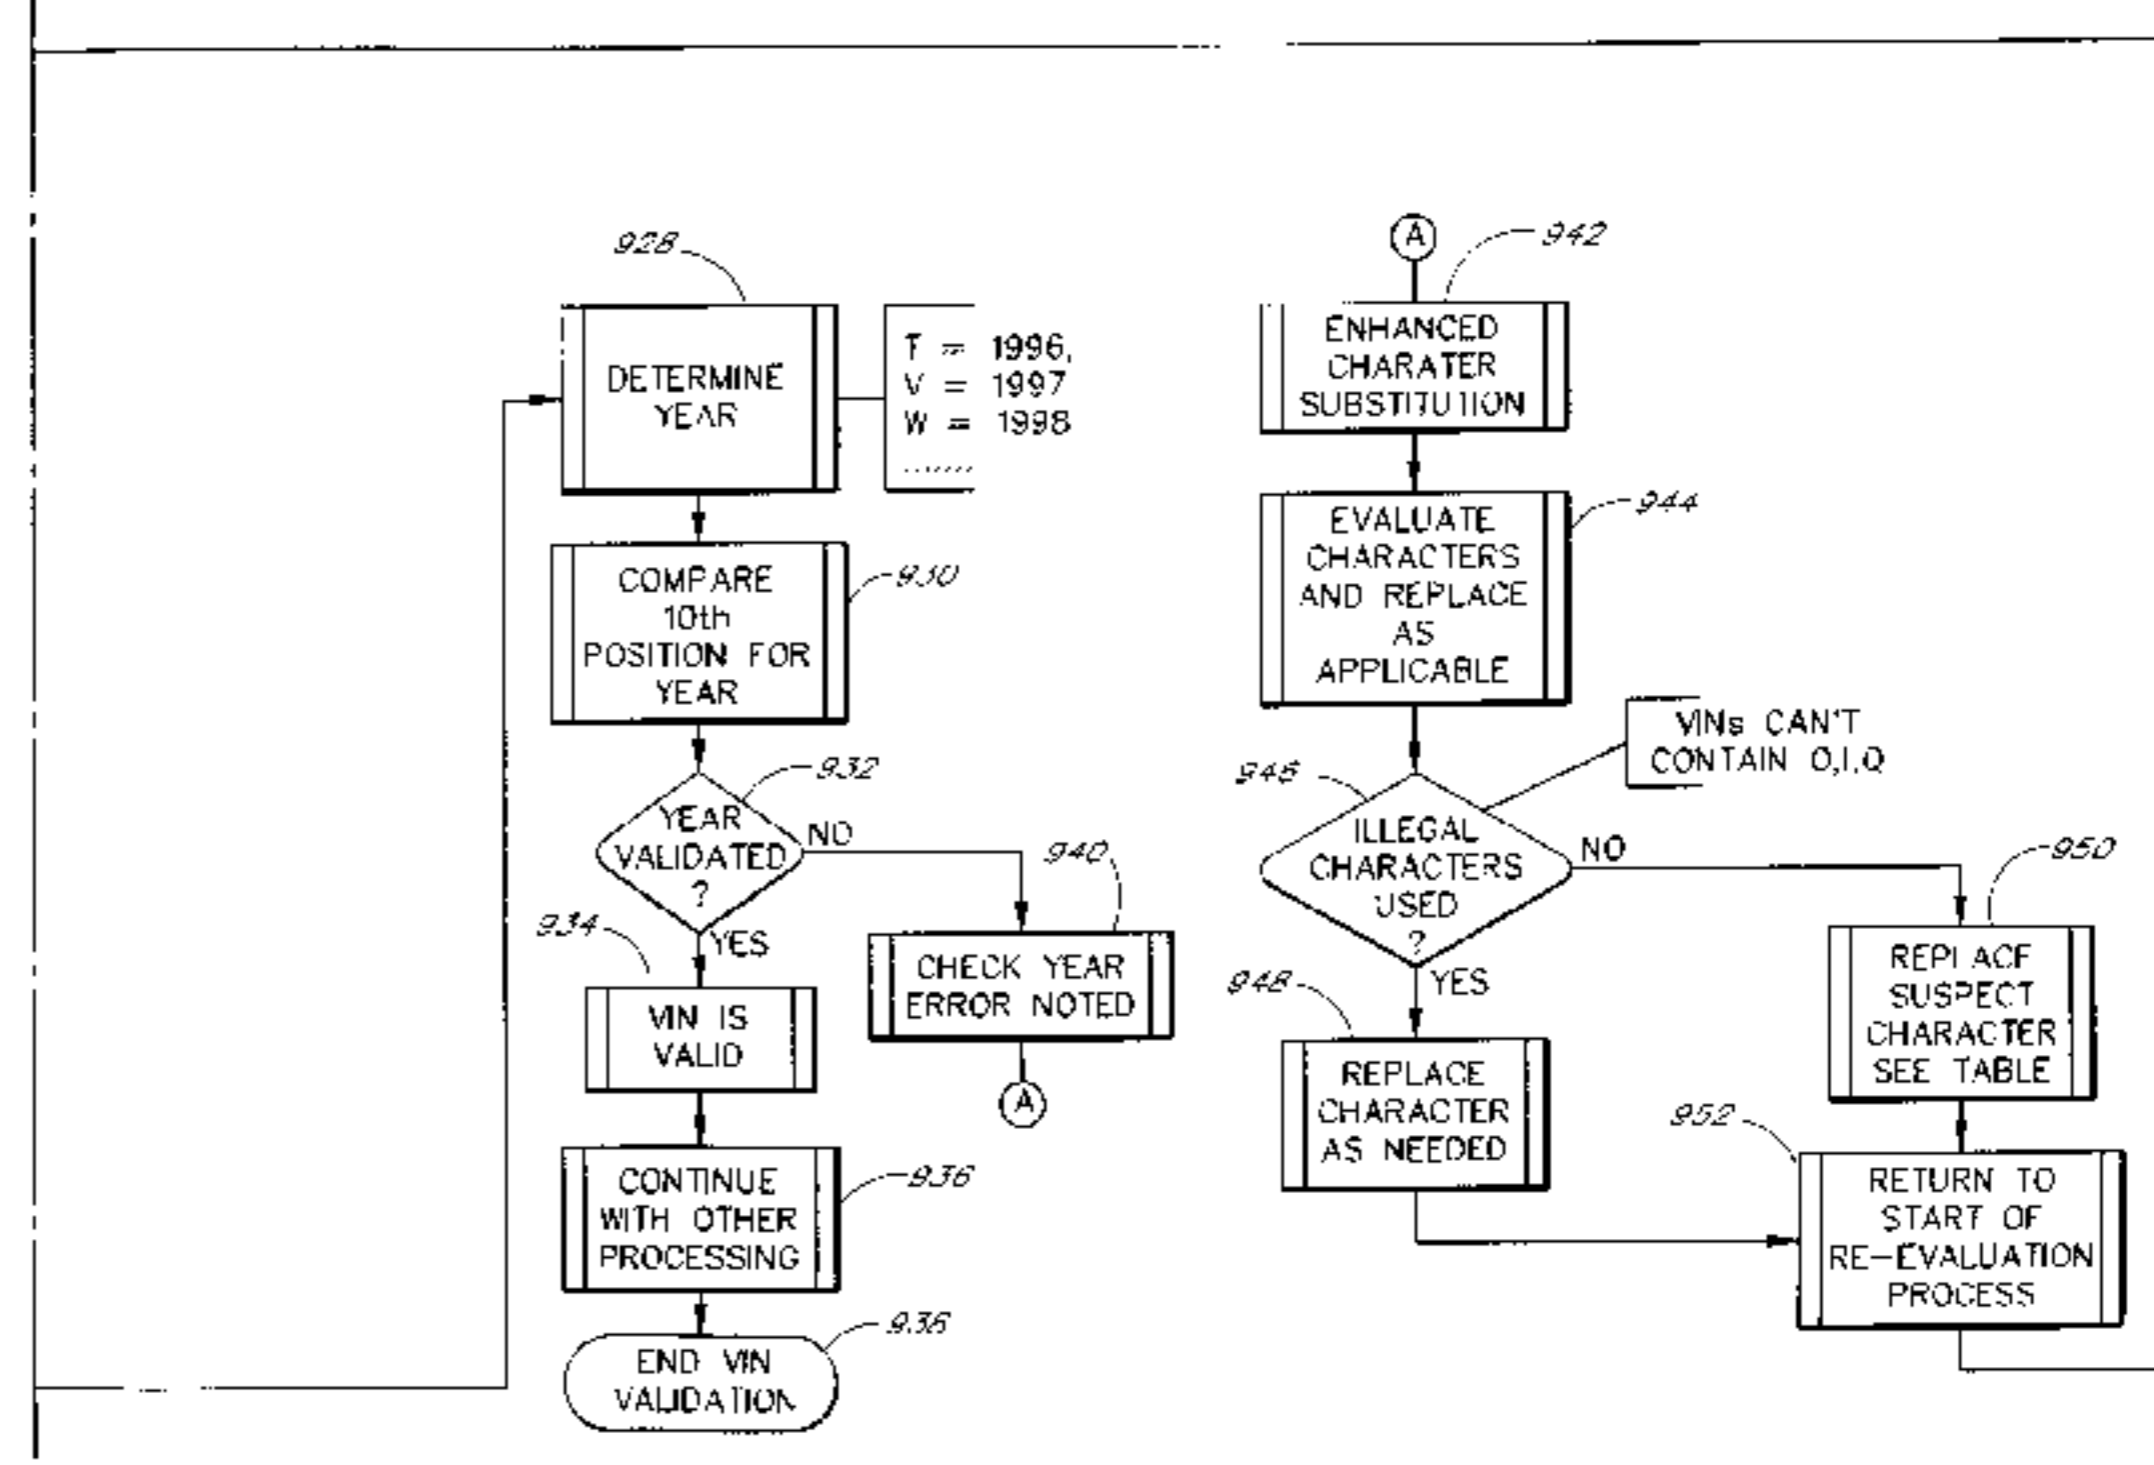 928
DETERMINE
YEAR
T = 1996,
V = 1997
W = 1998
........
COMPARE
10th
POSITION FOR
YEAR
930
932
YEAR
VALIDATED
?
NO
YES
934
VIN IS
VALID
940
CHECK YEAR
ERROR NOTED
A
CONTINUE
WITH OTHER
PROCESSING
936
938
END VIN
VALIDATION
A
942
ENHANCED
CHARATER
SUBSTITUTION
944
EVALUATE
CHARACTERS
AND REPLACE
AS
APPLICABLE
VINs CAN'T
CONTAIN O,I,Q
946
ILLEGAL
CHARACTERS
USED
?
NO
YES
948
REPLACE
CHARACTER
AS NEEDED
950
REPLACE
SUSPECT
CHARACTER
SEE TABLE
952
RETURN TO
START OF
RE-EVALUATION
PROCESS